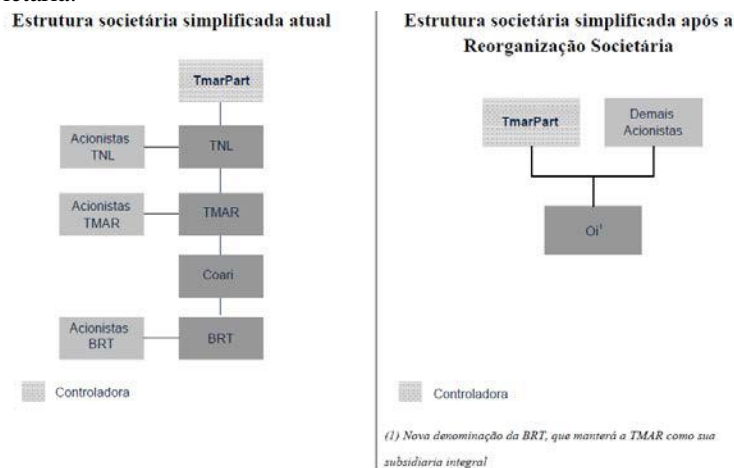 Estrutura societária simplificada atual
TmarPart
Acionistas
TNL
TNL
Acionistas
TMAR
TMAR
Coari
Acionistas
BRT
BRT
Controladora
Estrutura societária simplificada após a
Reorganização Societária
TmarPart
Demais
Acionistas
Oi¹
Controladora
(1) Nova denominação da BRT, que manterá a TMAR como sua
subsidiaria integral